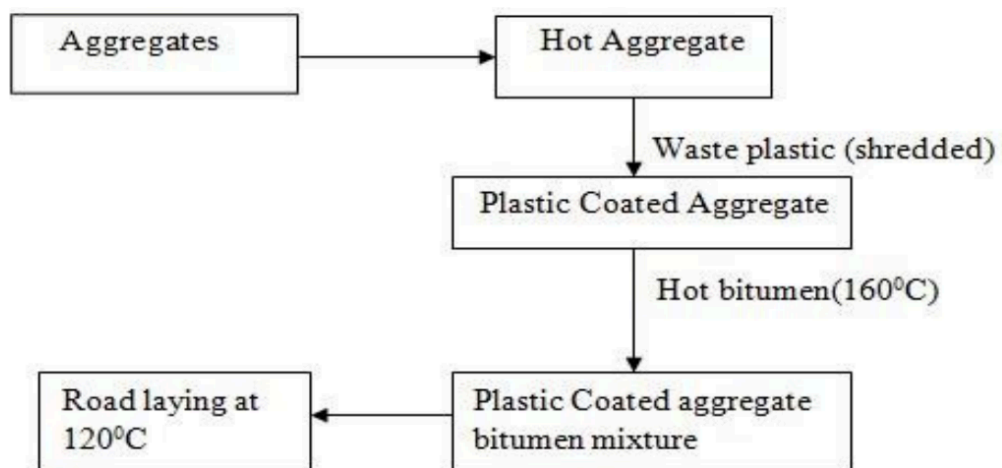 Aggregates
Hot Aggregate
Waste plastic (shredded)
Plastic Coated Aggregate
Hot bitumen(160⁰C)
Plastic Coated aggregate
bitumen mixture
Road laying at
120⁰C